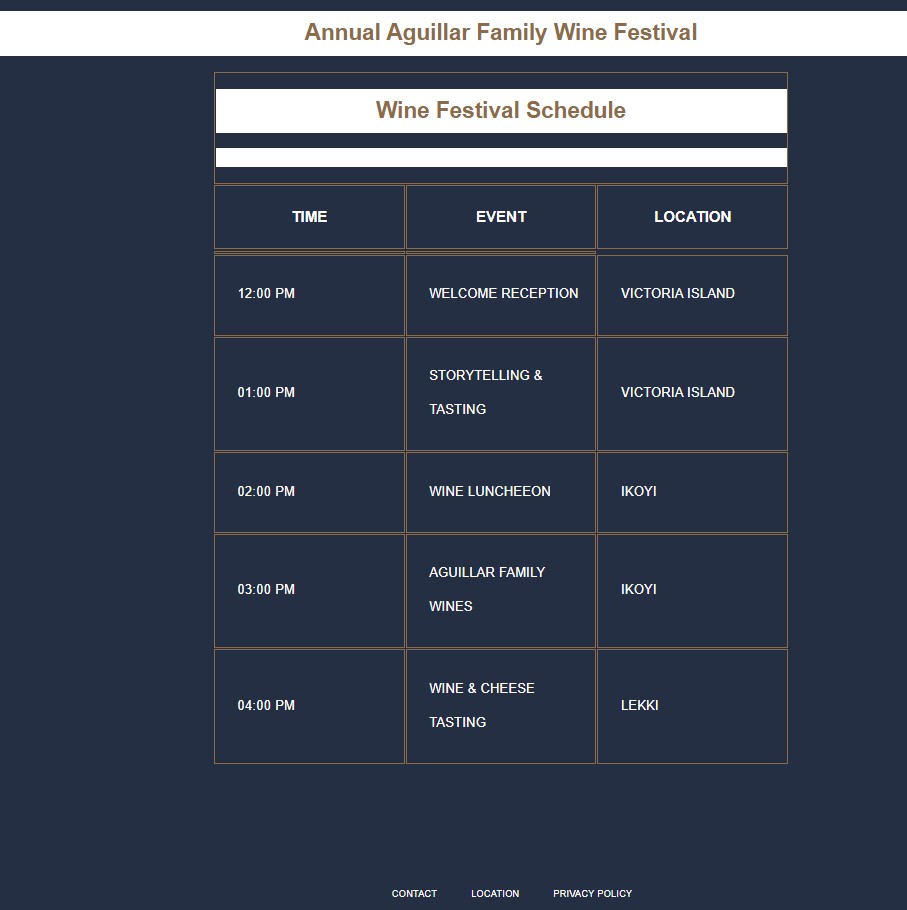 Annual Aguillar Family Wine Festival
Wine Festival Schedule
TIME EVENT LOCATION
12:00 PM WELCOME RECEPTION VICTORIA ISLAND
STORYTELLING &
01:00 PM VICTORIA ISLAND
TASTING
02:00 PM WINE LUNCHEEON IKOYI
AGUILLAR FAMILY
03:00 PM IKOYI
WINES
WINE & CHEESE
04:00 PM LEKKI
TASTING
CONTACT LOCATION PRIVACY POLICY